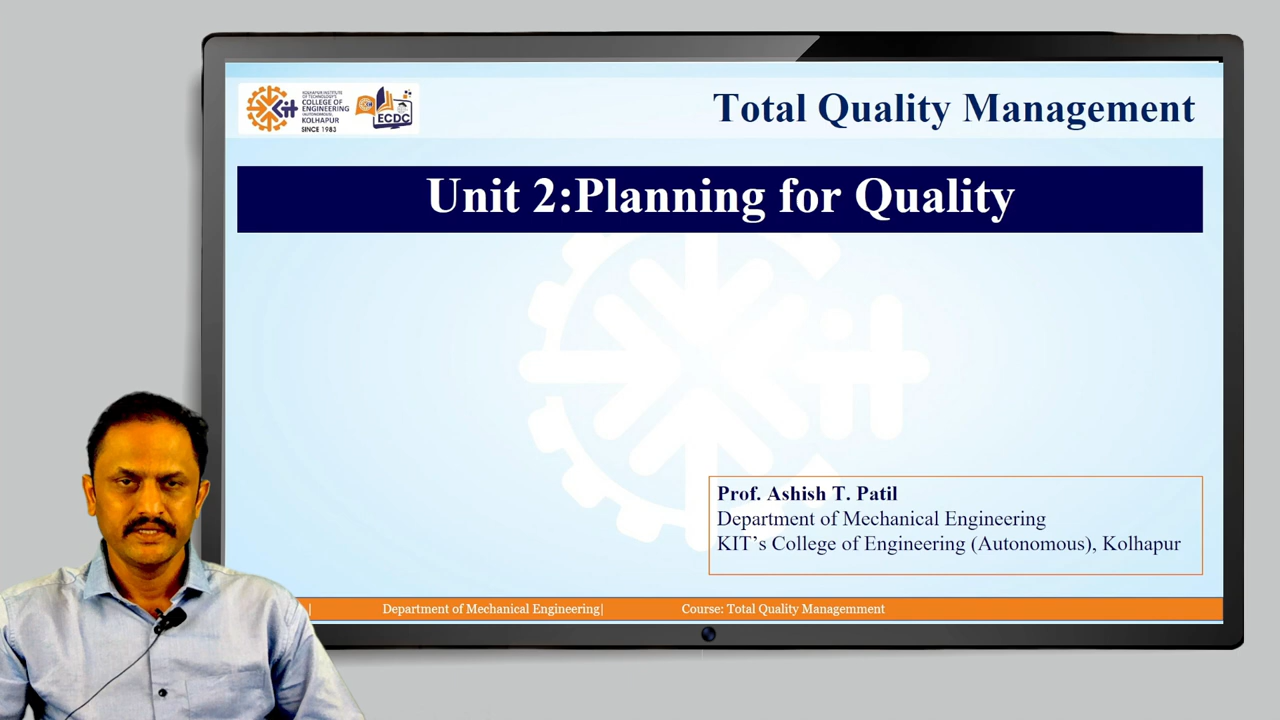 KOLHAPUR INSTITUTE
OF TECHNOLOGY'S
COLLEGE OF
ENGINEERING
(AUTONOMOUS),
KOLHAPUR
SINCE 1983
ECDC
Total Quality Management
Unit 2:Planning for Quality
Prof. Ashish T. Patil
Department of Mechanical Engineering
KIT's College of Engineering (Autonomous), Kolhapur
| Department of Mechanical Engineering| Course: Total Quality Managemment